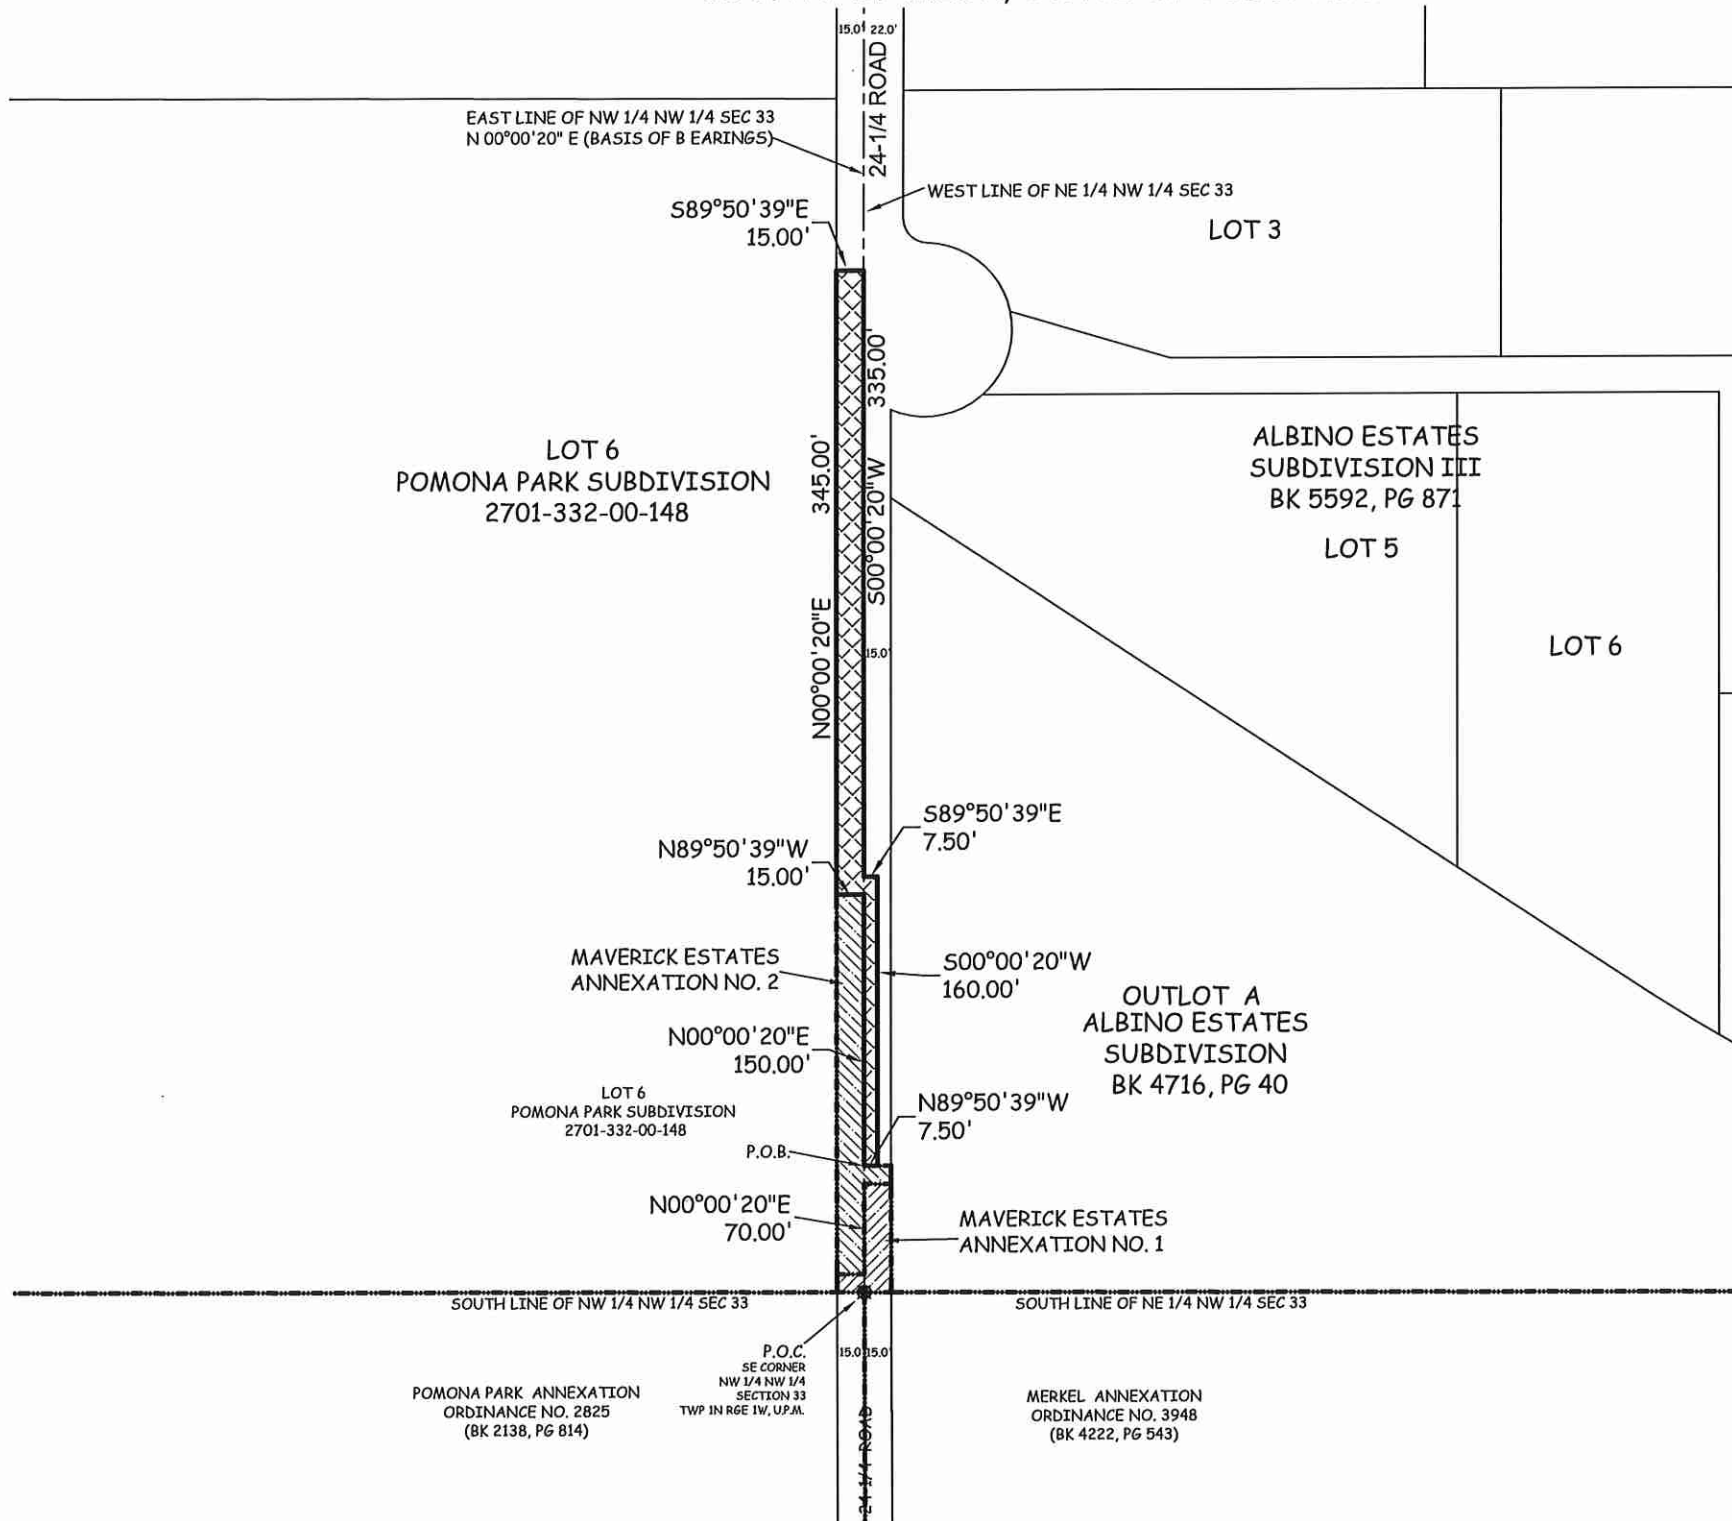 15.0' 22.0'
24-1/4 ROAD
EAST LINE OF NW 1/4 NW 1/4 SEC 33
N 00°00'20" E (BASIS OF B EARINGS)
WEST LINE OF NE 1/4 NW 1/4 SEC 33
S89°50'39"E
15.00'
LOT 3
335.00'
S00°00'20"W
345.00'
N00°00'20"E
LOT 6
POMONA PARK SUBDIVISION
2701-332-00-148
ALBINO ESTATES
SUBDIVISION III
BK 5592, PG 871
LOT 5
LOT 6
15.0'
S89°50'39"E
7.50'
N89°50'39"W
15.00'
MAVERICK ESTATES
ANNEXATION NO. 2
S00°00'20"W
160.00'
OUTLOT A
ALBINO ESTATES
SUBDIVISION
BK 4716, PG 40
N00°00'20"E
150.00'
LOT 6
POMONA PARK SUBDIVISION
2701-332-00-148
N89°50'39"W
7.50'
P.O.B.
N00°00'20"E
70.00'
MAVERICK ESTATES
ANNEXATION NO. 1
SOUTH LINE OF NW 1/4 NW 1/4 SEC 33
SOUTH LINE OF NE 1/4 NW 1/4 SEC 33
P.O.C.
SE CORNER
NW 1/4 NW 1/4
SECTION 33
TWP 1N RGE 1W, U.P.M.
15.0 15.0'
24-1/4 ROAD
POMONA PARK ANNEXATION
ORDINANCE NO. 2825
(BK 2138, PG 814)
MERKEL ANNEXATION
ORDINANCE NO. 3948
(BK 4222, PG 543)